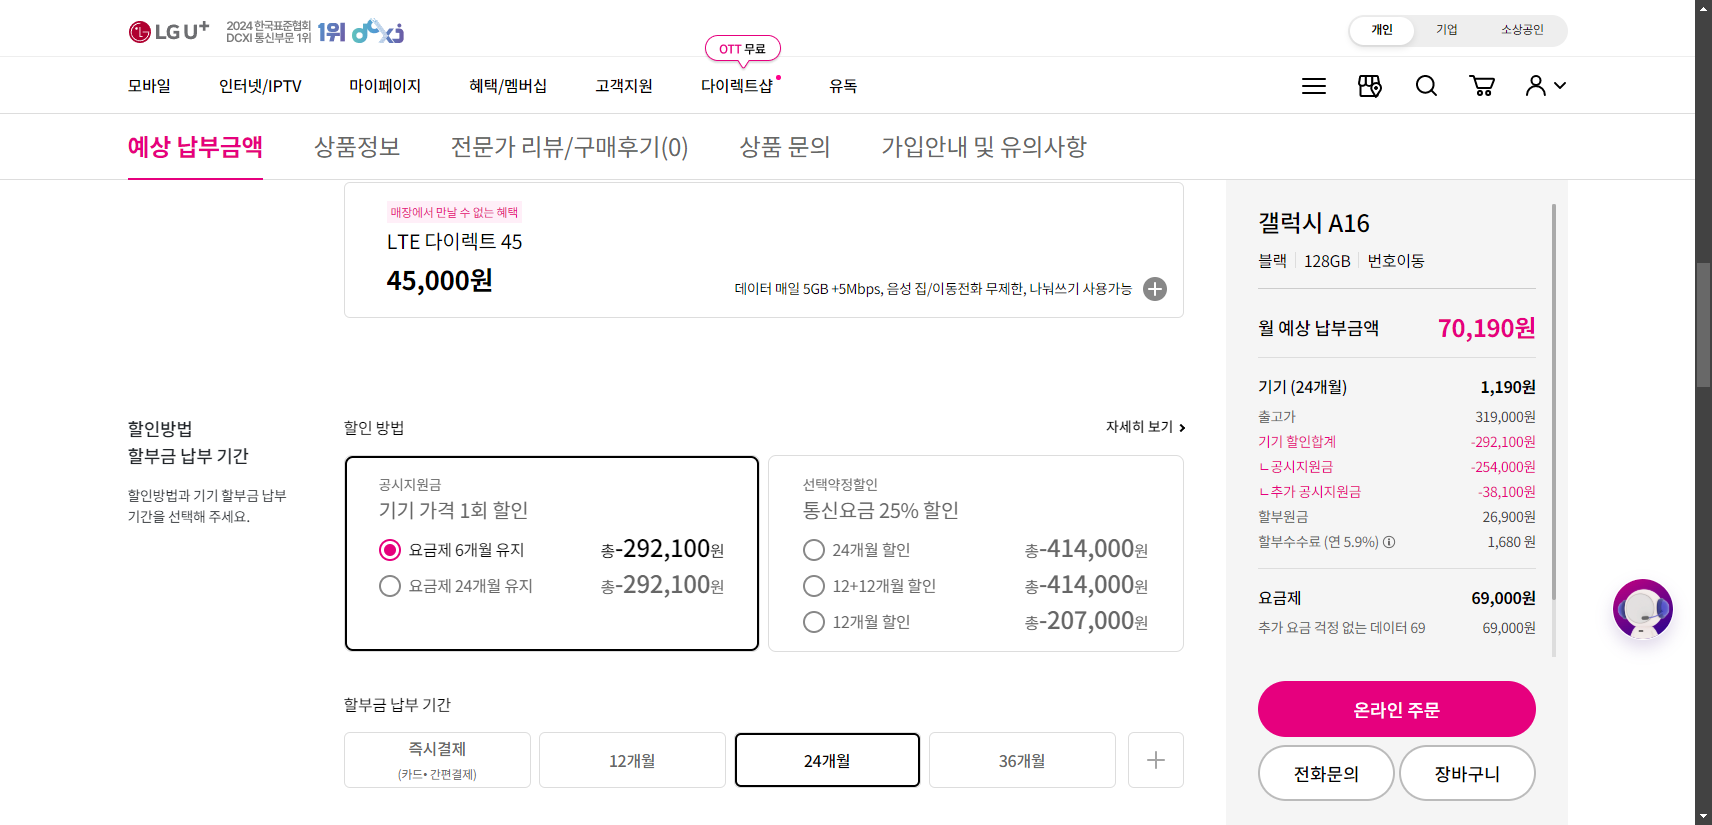 LG U+
2024 한국표준협회
DCXI 통신부문 1위
1위 dcxi
개인
기업
소상공인
OTT 무료
모바일
인터넷/IPTV
마이페이지
혜택/멤버십
고객지원
다이렉트샵
유독
예상 납부금액
상품정보
전문가 리뷰/구매후기(0)
상품 문의
가입안내 및 유의사항
매장에서 만날 수 없는 혜택
LTE 다이렉트 45
45,000원
데이터 매일 5GB +5Mbps, 음성 집/이동전화 무제한, 나눠쓰기 사용가능
할인방법
할부금 납부 기간
할인방법과 기기 할부금 납부
기간을 선택해 주세요.
할인 방법
자세히 보기
공시지원금
기기 가격 1회 할인
요금제 6개월 유지
총-292,100원
요금제 24개월 유지
총-292,100원
선택약정할인
통신요금 25% 할인
24개월 할인
총-414,000원
12+12개월 할인
총-414,000원
12개월 할인
총-207,000원
할부금 납부 기간
즉시결제
(카드• 간편결제)
12개월
24개월
36개월
갤럭시 A16
블랙
128GB
번호이동
월 예상 납부금액
70,190원
기기 (24개월)
1,190원
출고가
319,000원
기기 할인합계
-292,100원
ㄴ공시지원금
-254,000원
ㄴ추가 공시지원금
-38,100원
할부원금
26,900원
할부수수료 (연 5.9%)
1,680 원
요금제
69,000원
추가 요금 걱정 없는 데이터 69
69,000원
온라인 주문
전화문의
장바구니